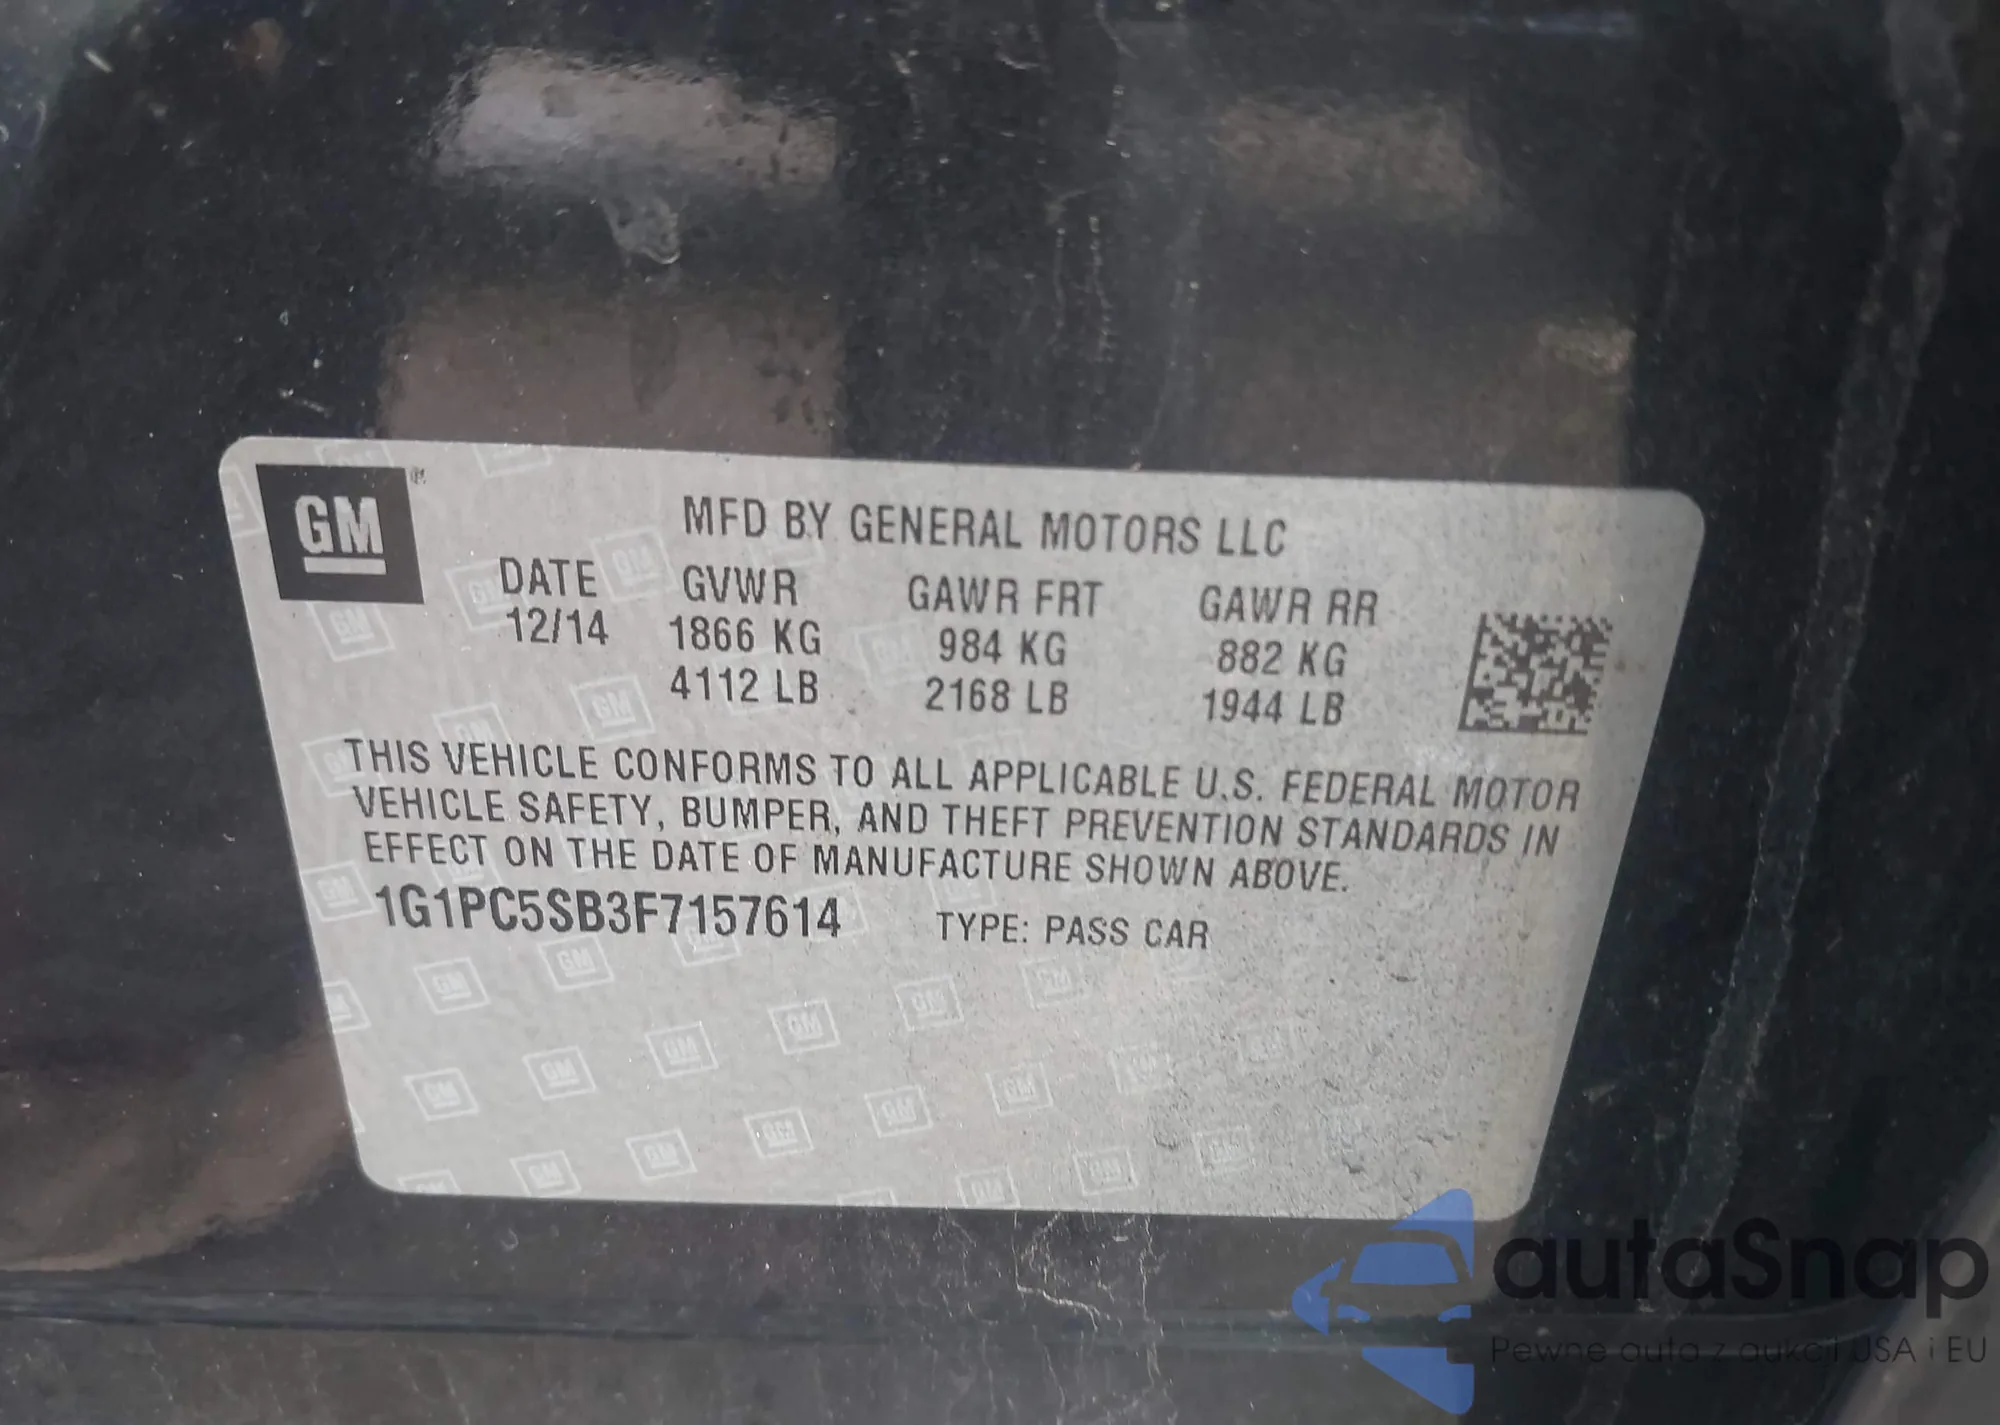 GM ®
MFD BY GENERAL MOTORS LLC
DATE GVWR GAWR FRT GAWR RR
12/14 1866 KG 984 KG 882 KG
4112 LB 2168 LB 1944 LB
THIS VEHICLE CONFORMS TO ALL APPLICABLE U.S. FEDERAL MOTOR
VEHICLE SAFETY, BUMPER, AND THEFT PREVENTION STANDARDS IN
EFFECT ON THE DATE OF MANUFACTURE SHOWN ABOVE.
1G1PC5SB3F7157614 TYPE: PASS CAR
autaSnap
Pewne auta z aukcji USA i EU